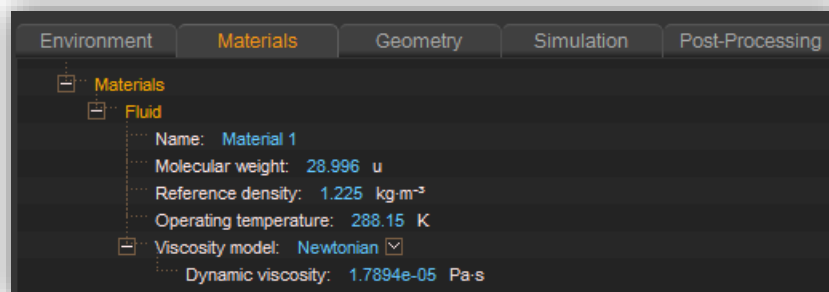 Environment Materials Geometry Simulation Post-Processing
Materials
Fluid
Name: Material 1
Molecular weight: 28.996 u
Reference density: 1.225 kg·m⁻³
Operating temperature: 288.15 K
Viscosity model: Newtonian
Dynamic viscosity: 1.7894e-05 Pa·s